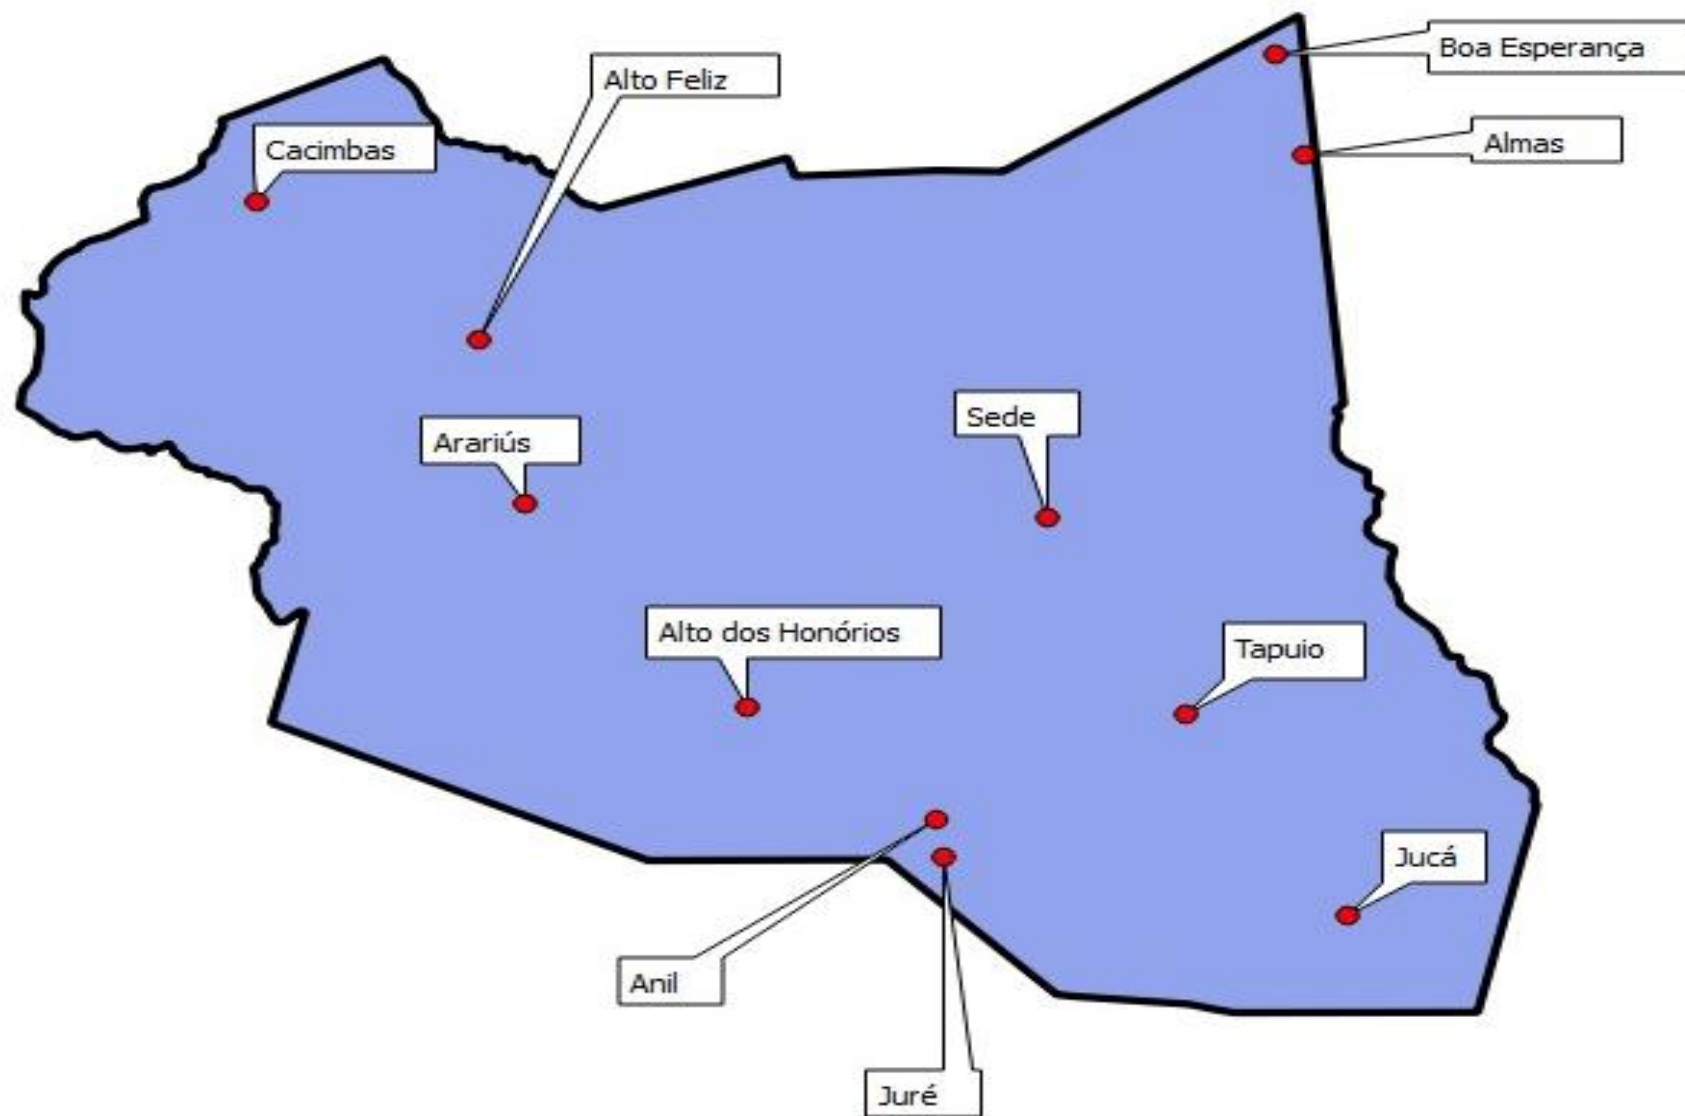 Boa Esperança
Alto Feliz
Almas
Cacimbas
Sede
Arariús
Alto dos Honórios
Tapuio
Jucá
Anil
Juré